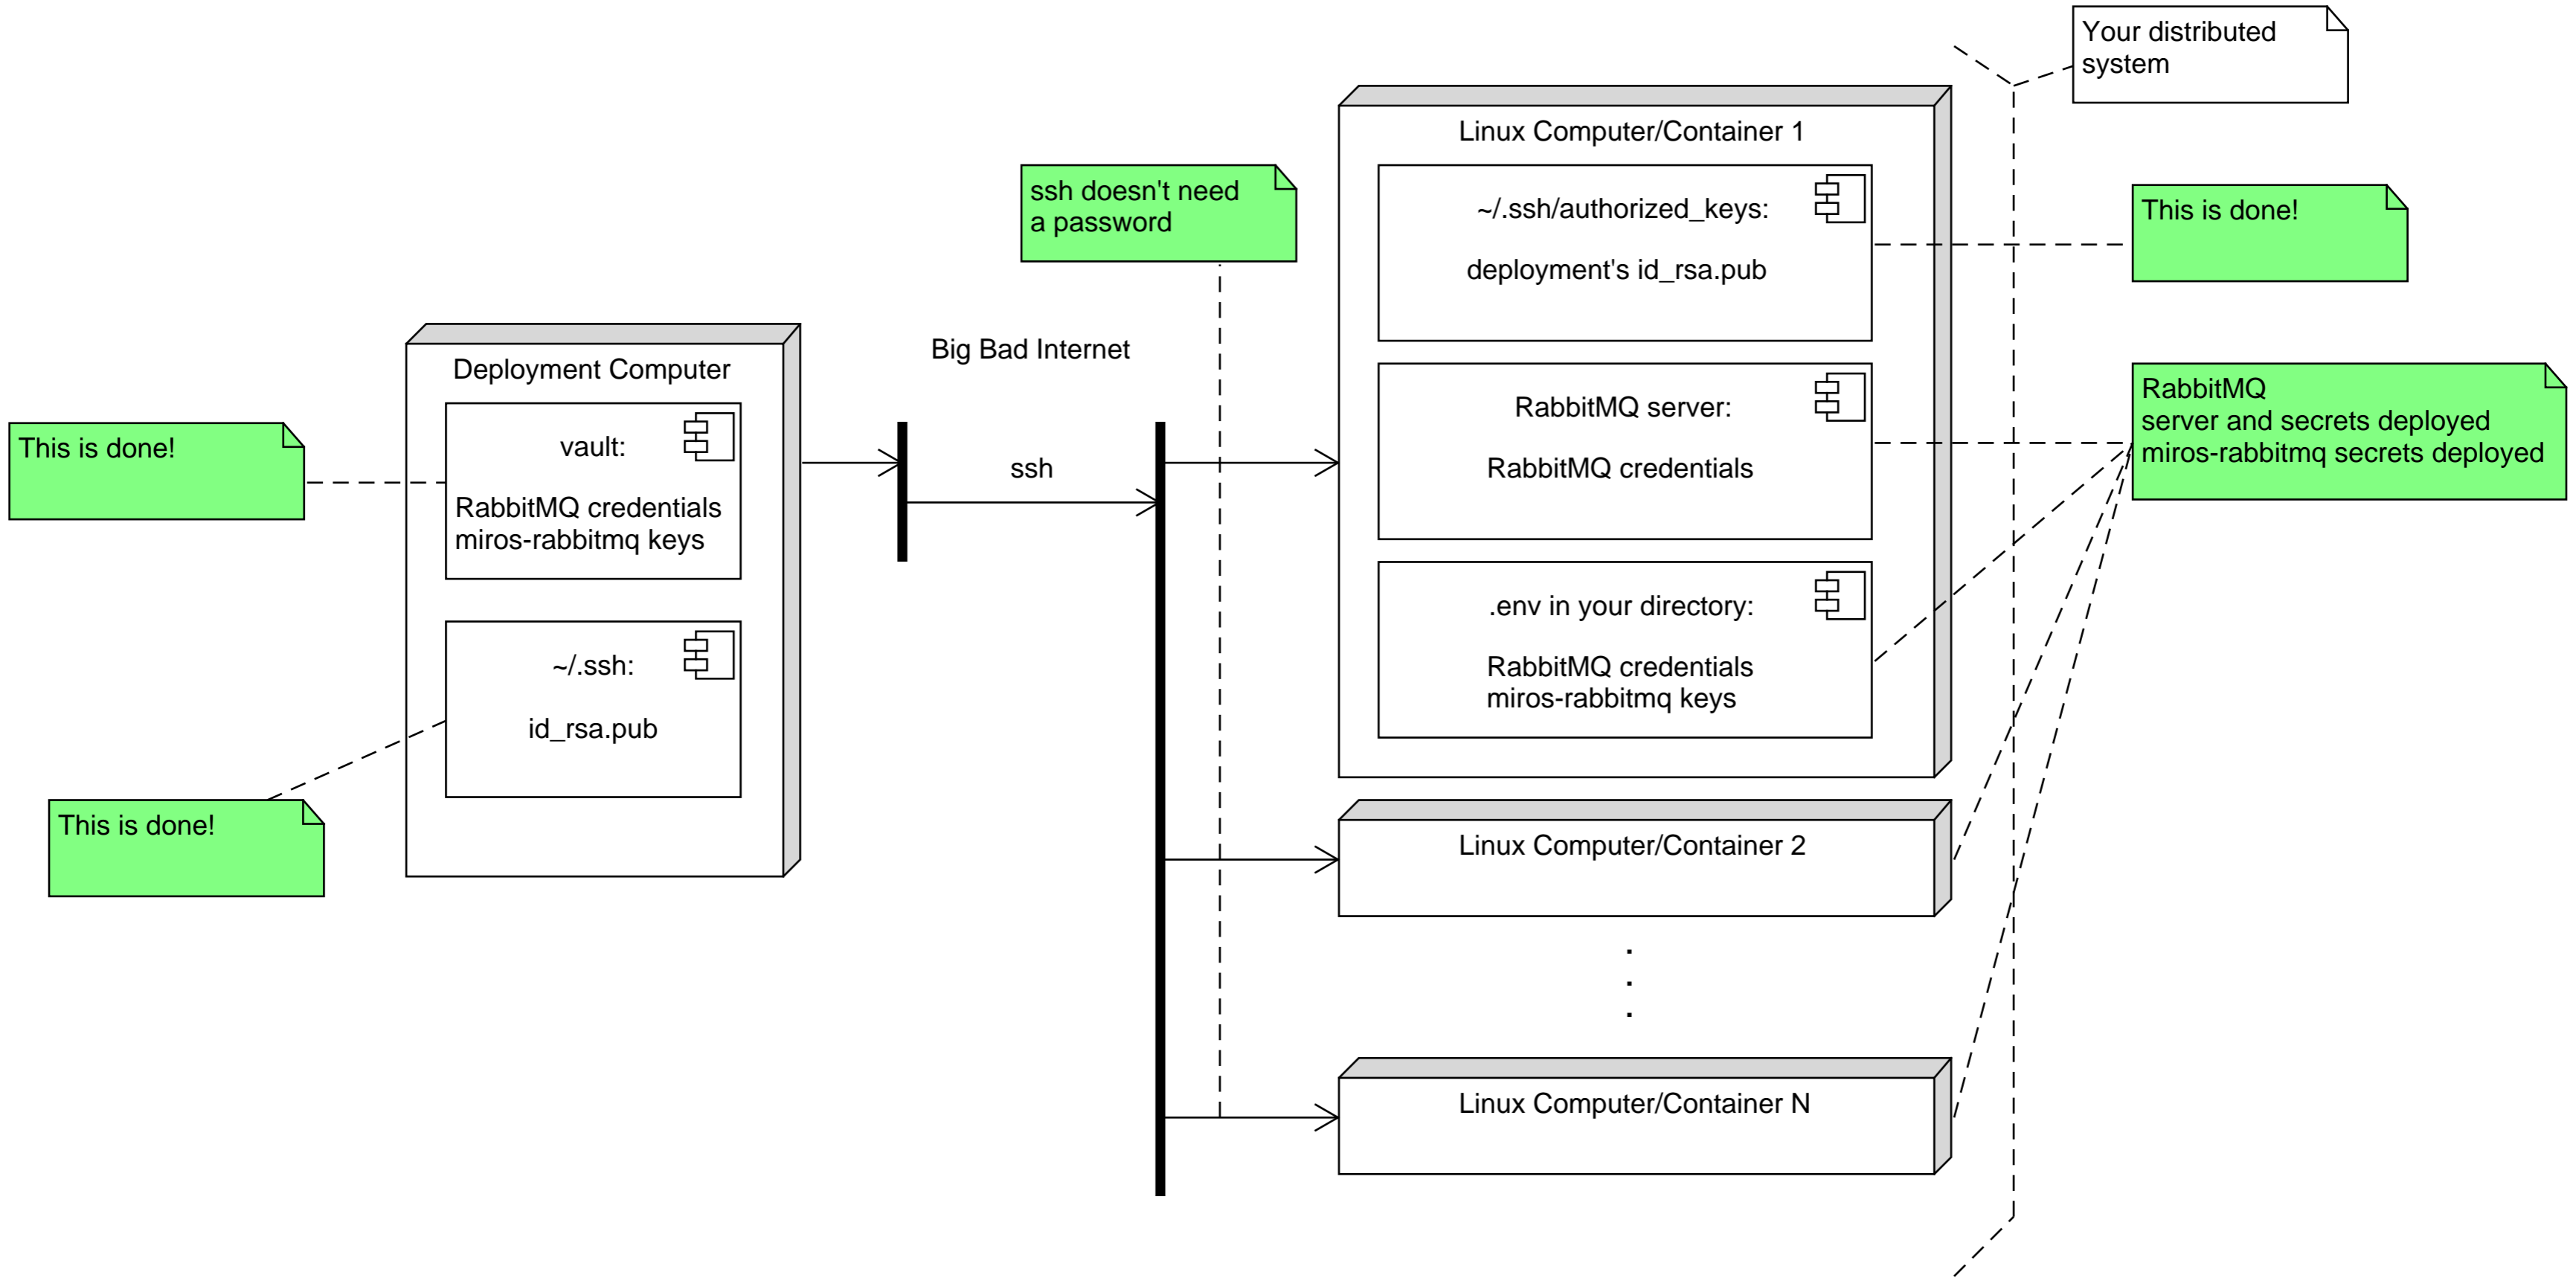 Your distributed
system
Linux Computer/Container 1
ssh doesn't need
a password
~/.ssh/authorized_keys:
deployment's id_rsa.pub
This is done!
Big Bad Internet
Deployment Computer
This is done!
vault:
RabbitMQ credentials
miros-rabbitmq keys
ssh
RabbitMQ server:
RabbitMQ credentials
RabbitMQ
server and secrets deployed
miros-rabbitmq secrets deployed
~/.ssh:
id_rsa.pub
.env in your directory:
RabbitMQ credentials
miros-rabbitmq keys
This is done!
Linux Computer/Container 2
.
.
.
Linux Computer/Container N